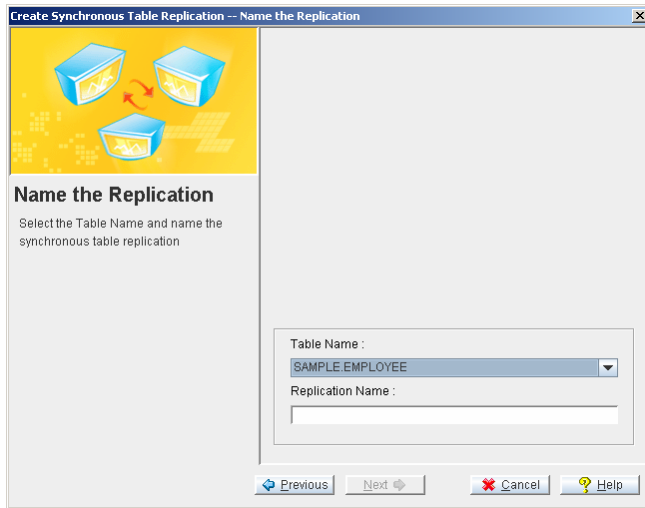 Create Synchronous Table Replication -- Name the Replication
Name the Replication
Select the Table Name and name the
synchronous table replication
Table Name :
SAMPLE.EMPLOYEE
Replication Name :
Previous
Next
Cancel
Help